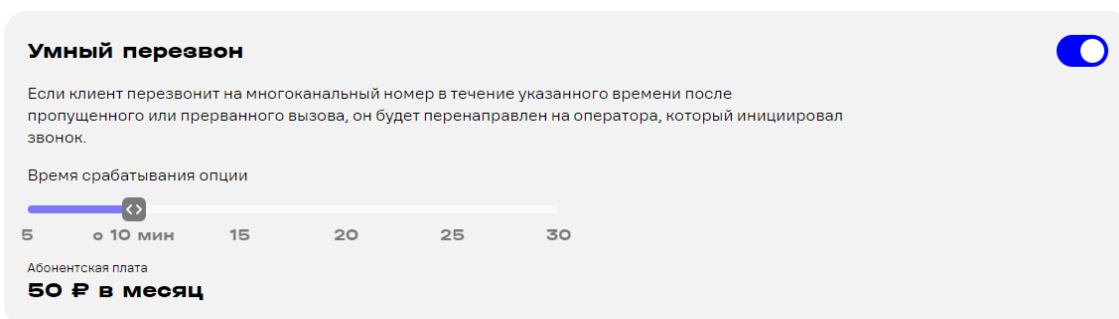 Умный перезвон
Если клиент перезвонит на многоканальный номер в течение указанного времени после
пропущенного или прерванного вызова, он будет перенаправлен на оператора, который инициировал
звонок.
Время срабатывания опции
5 о 10 мин 15 20 25 30
Абонентская плата
50 ₽ в месяц